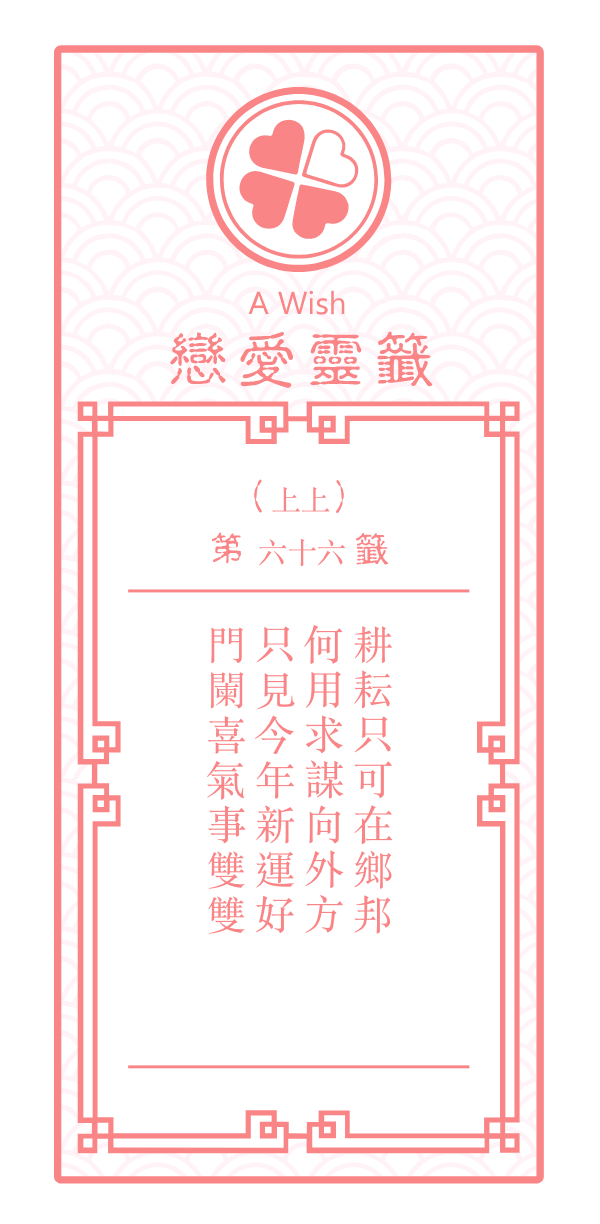 A Wish
戀愛靈籤
（上上）
第 六十六 籤
耕耘只可在鄉邦
何用求謀向外方
只見今年新運好
門闌喜氣事雙雙